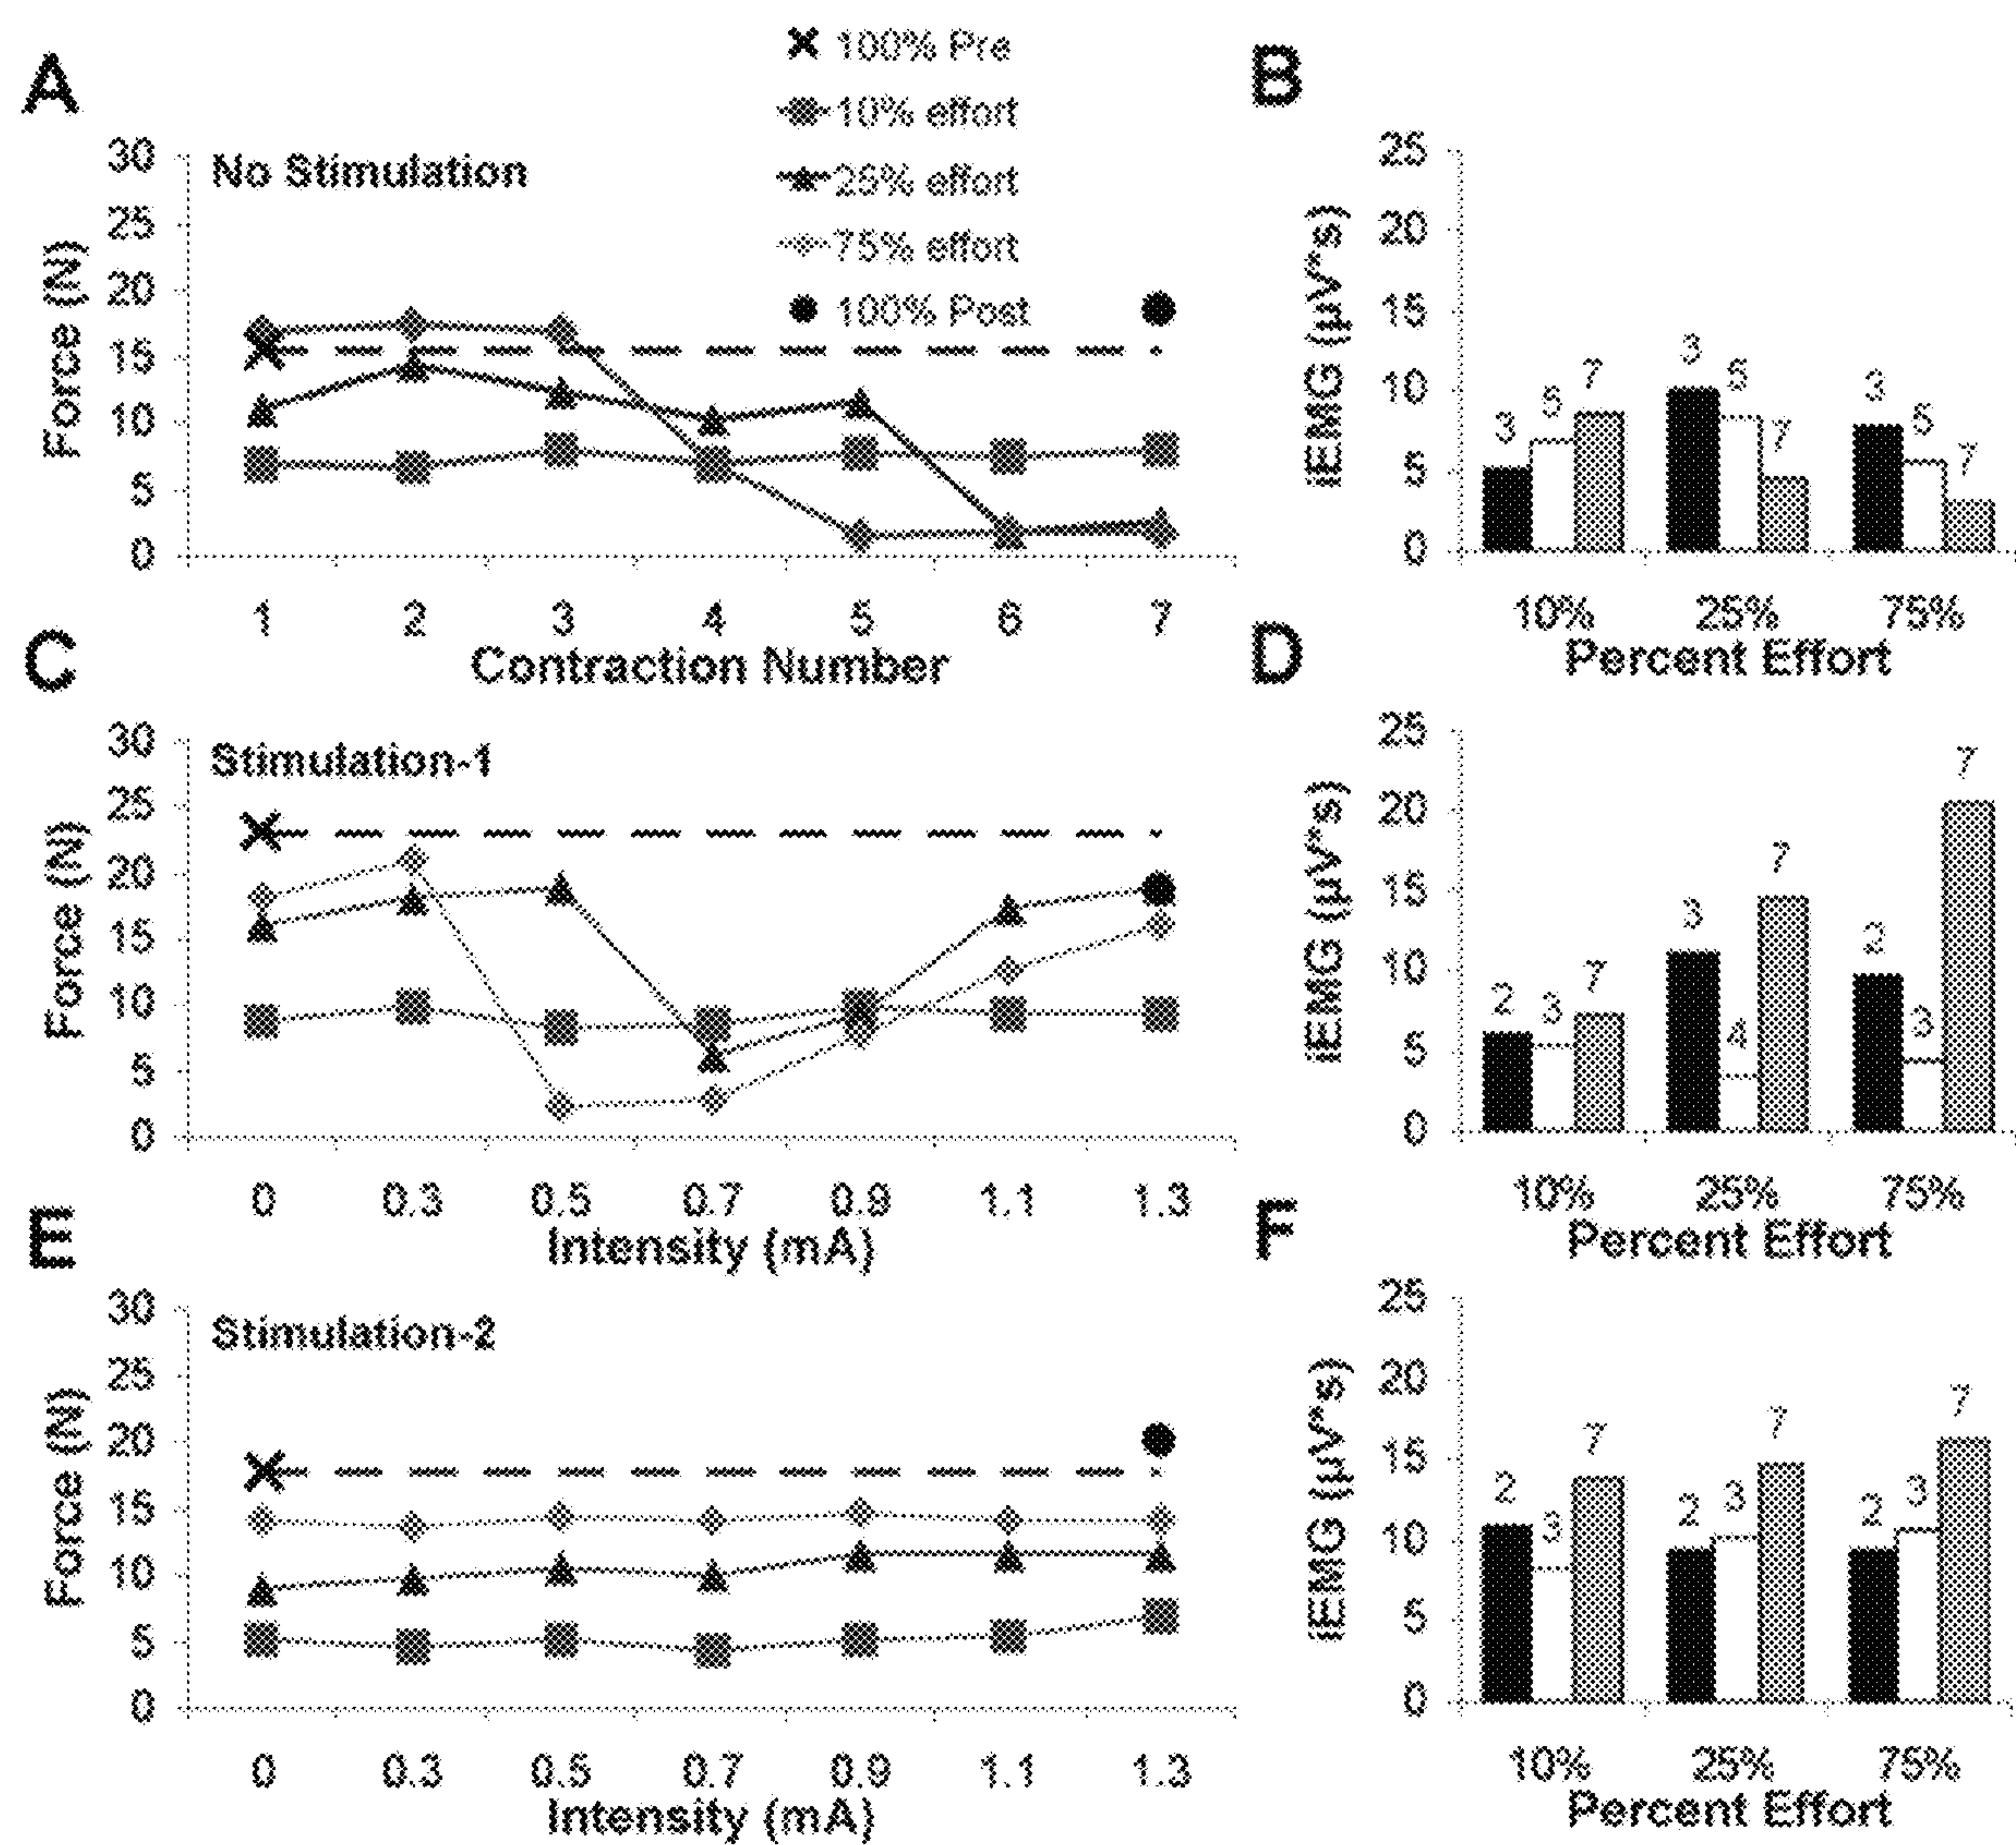 A
× 100% Pre
10% effort
25% effort
75% effort
100% Post
No Stimulation
Force (N)
30
25
20
15
10
5
0
1 2 3 4 5 6 7
Contraction Number
B
iEMG (µV*s)
25
20
15
10
5
0
3 5 7 3 5 7 3 5 7
10% 25% 75%
Percent Effort
C
Stimulation-1
Force (N)
30
25
20
15
10
5
0
0 0.3 0.5 0.7 0.9 1.1 1.3
Intensity (mA)
D
iEMG (µV*s)
25
20
15
10
5
0
2 3 7 3 4 7 2 3 7
10% 25% 75%
Percent Effort
E
Stimulation-2
Force (N)
30
25
20
15
10
5
0
0 0.3 0.5 0.7 0.9 1.1 1.3
Intensity (mA)
F
iEMG (µV*s)
25
20
15
10
5
0
2 3 7 2 3 7 2 3 7
10% 25% 75%
Percent Effort